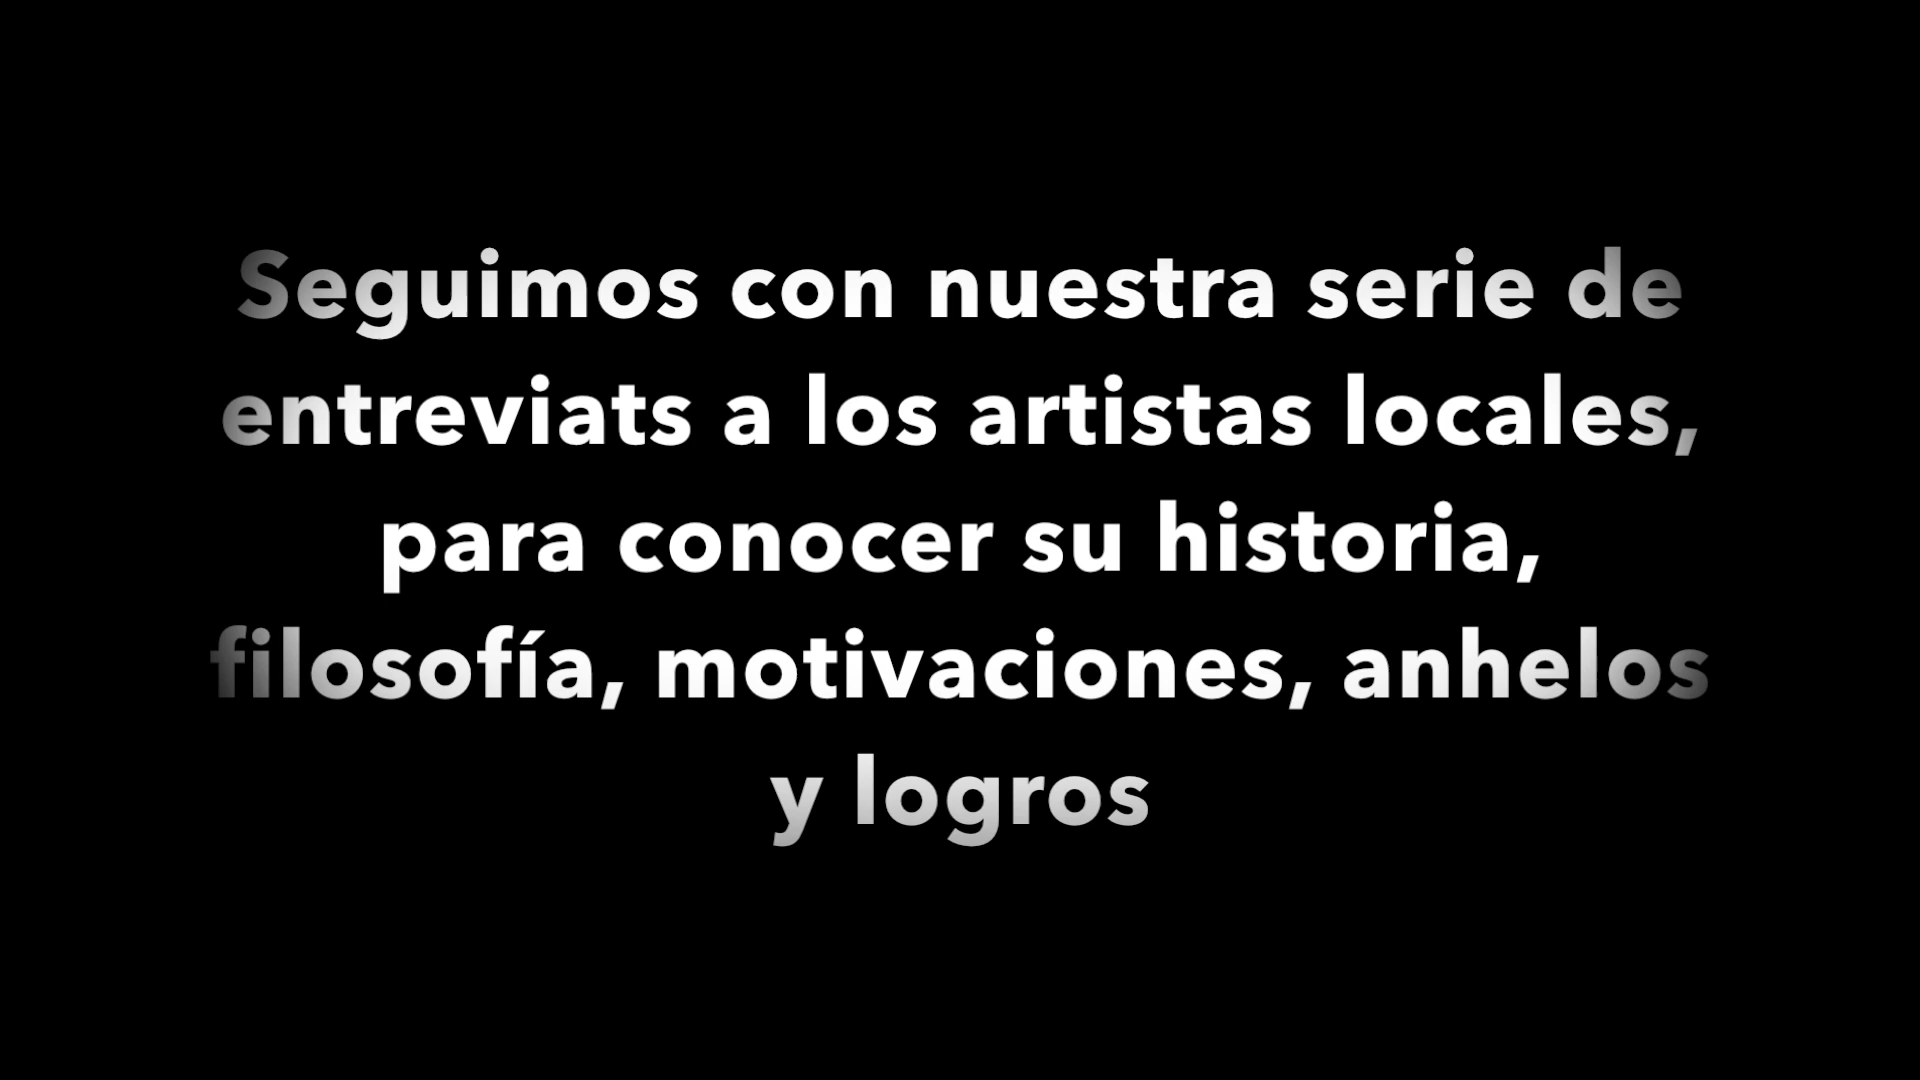 Seguimos con nuestra serie de
entreviats a los artistas locales,
para conocer su historia,
filosofía, motivaciones, anhelos
y logros